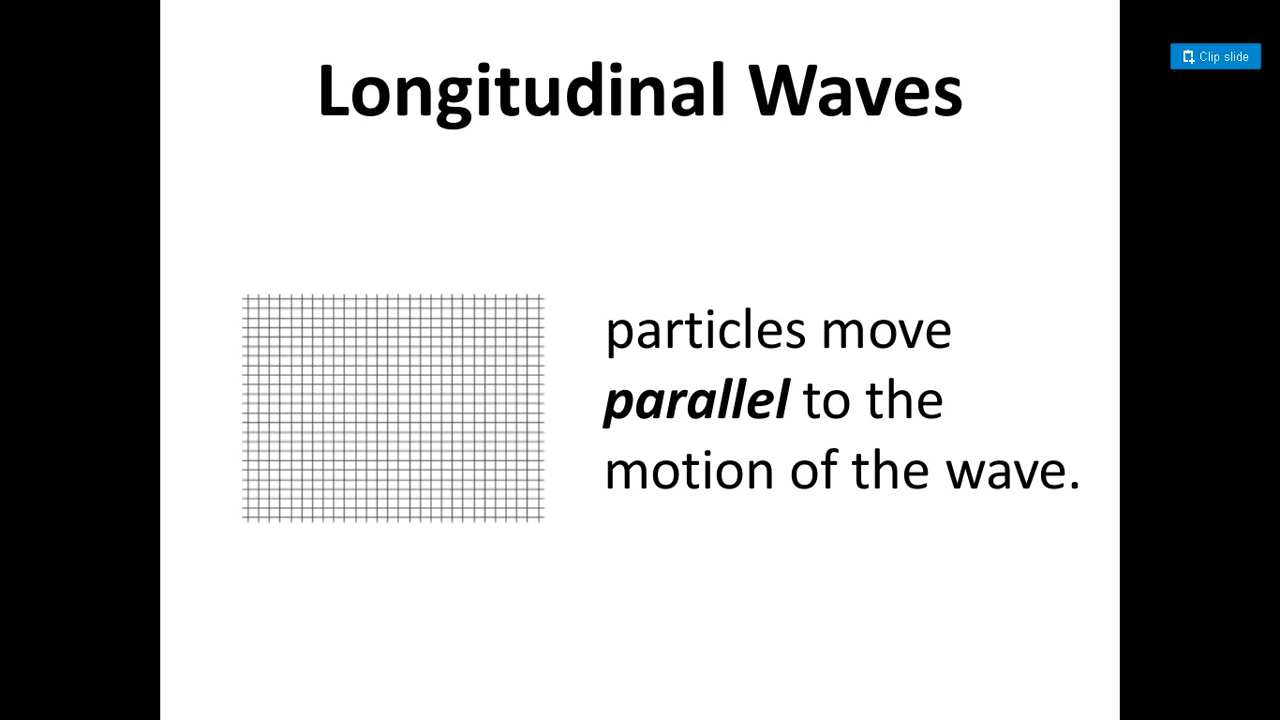 Longitudinal Waves
Clip slide
particles move
parallel to the
motion of the wave.